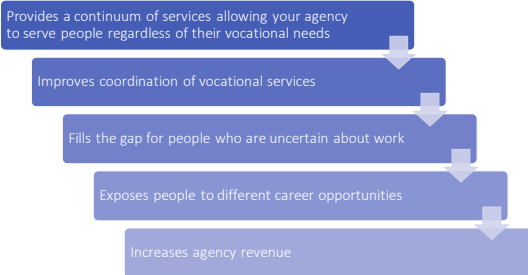 Provides a continuum of services allowing your agency
to serve people regardless of their vocational needs
Improves coordination of vocational services
Fills the gap for people who are uncertain about work
Exposes people to different career opportunities
Increases agency revenue